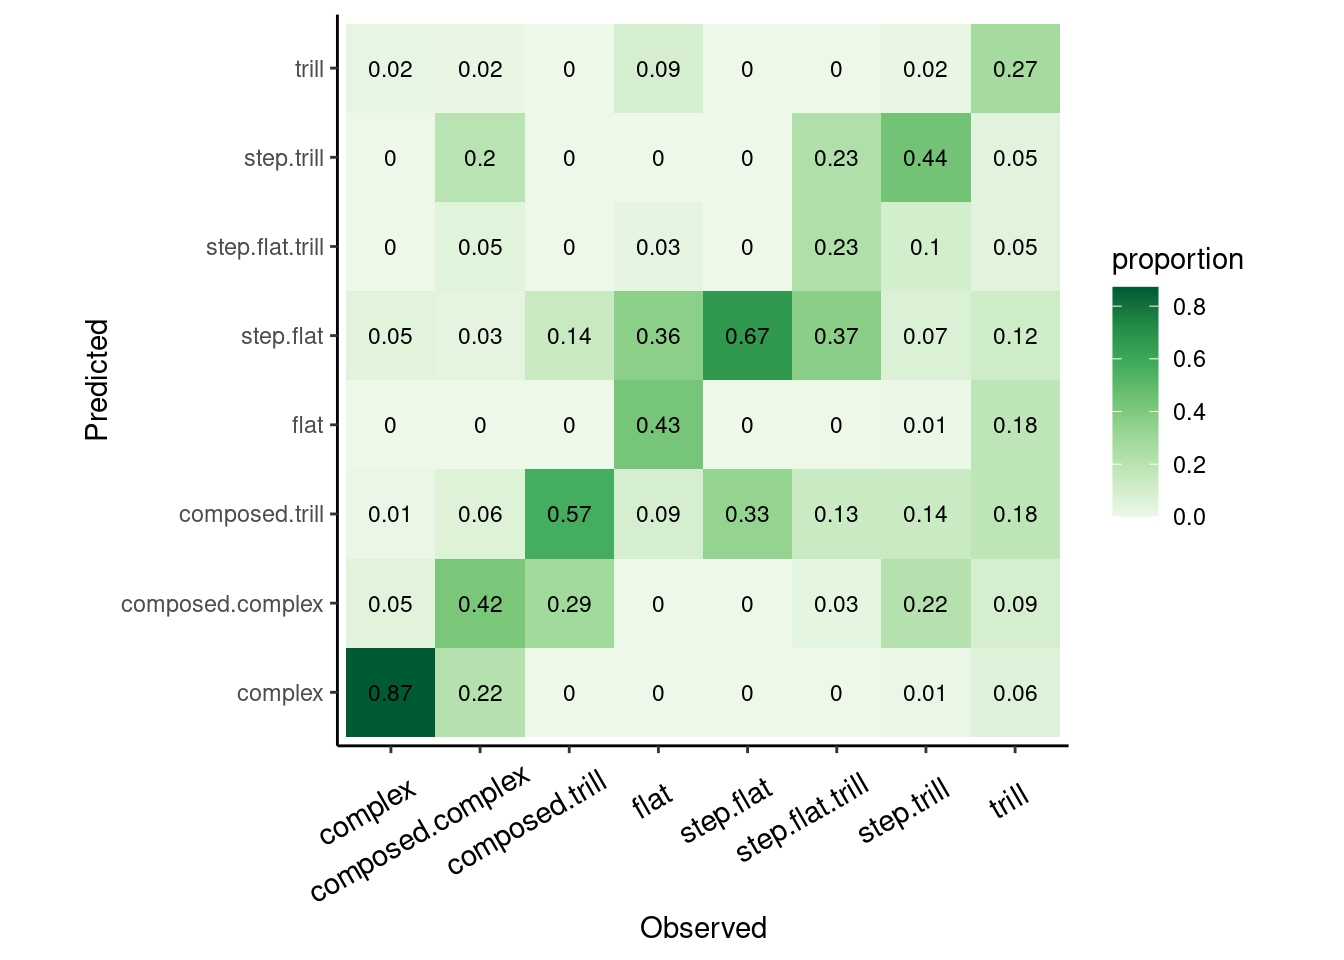 trill 0.02 0.02 0 0.09 0 0 0.02 0.27
step.trill 0 0.2 0 0 0 0.23 0.44 0.05
step.flat.trill 0 0.05 0 0.03 0 0.23 0.1 0.05
step.flat 0.05 0.03 0.14 0.36 0.67 0.37 0.07 0.12
flat 0 0 0 0.43 0 0 0.01 0.18
composed.trill 0.01 0.06 0.57 0.09 0.33 0.13 0.14 0.18
composed.complex 0.05 0.42 0.29 0 0 0.03 0.22 0.09
complex 0.87 0.22 0 0 0 0 0.01 0.06
complex composed.complex composed.trill flat step.flat step.flat.trill step.trill trill
Observed
Predicted
proportion
0.8
0.6
0.4
0.2
0.0